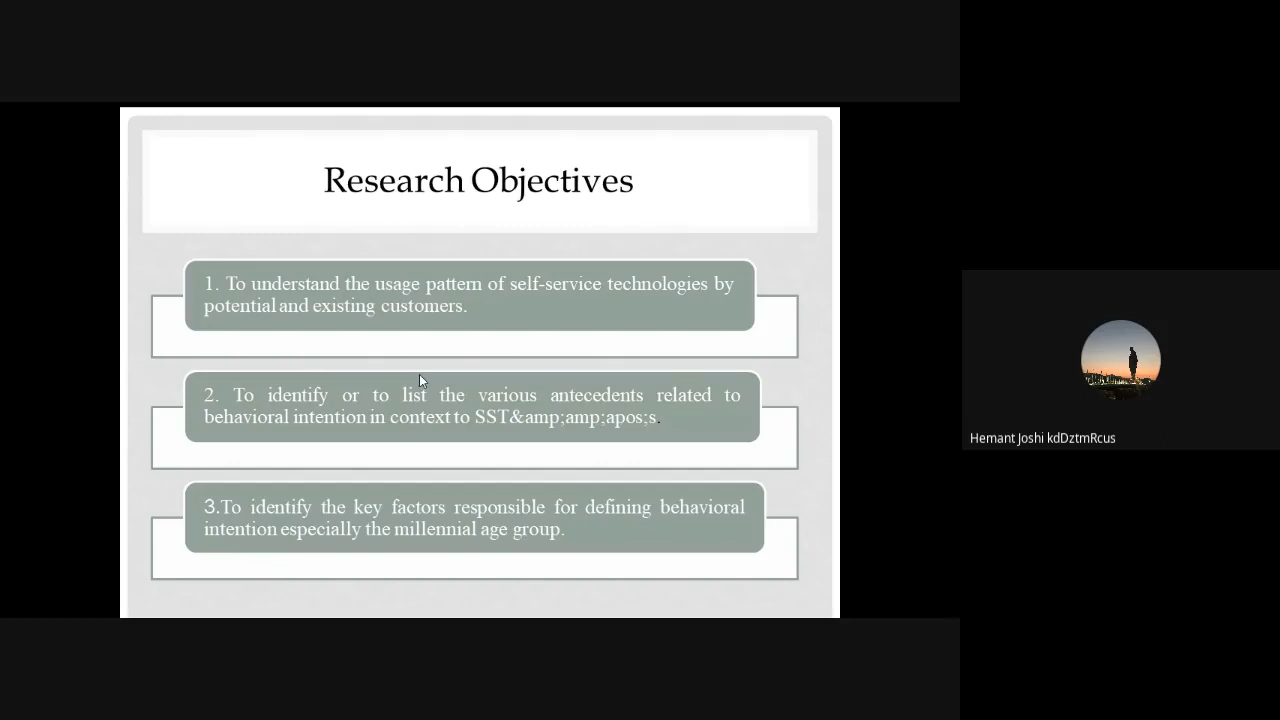 Research Objectives
1. To understand the usage pattern of self-service technologies by
potential and existing customers.
2. To identify or to list the various antecedents related to
behavioral intention in context to SST&amp;amp;apos;s.
3.To identify the key factors responsible for defining behavioral
intention especially the millennial age group.
Hemant Joshi kdDztmRcus